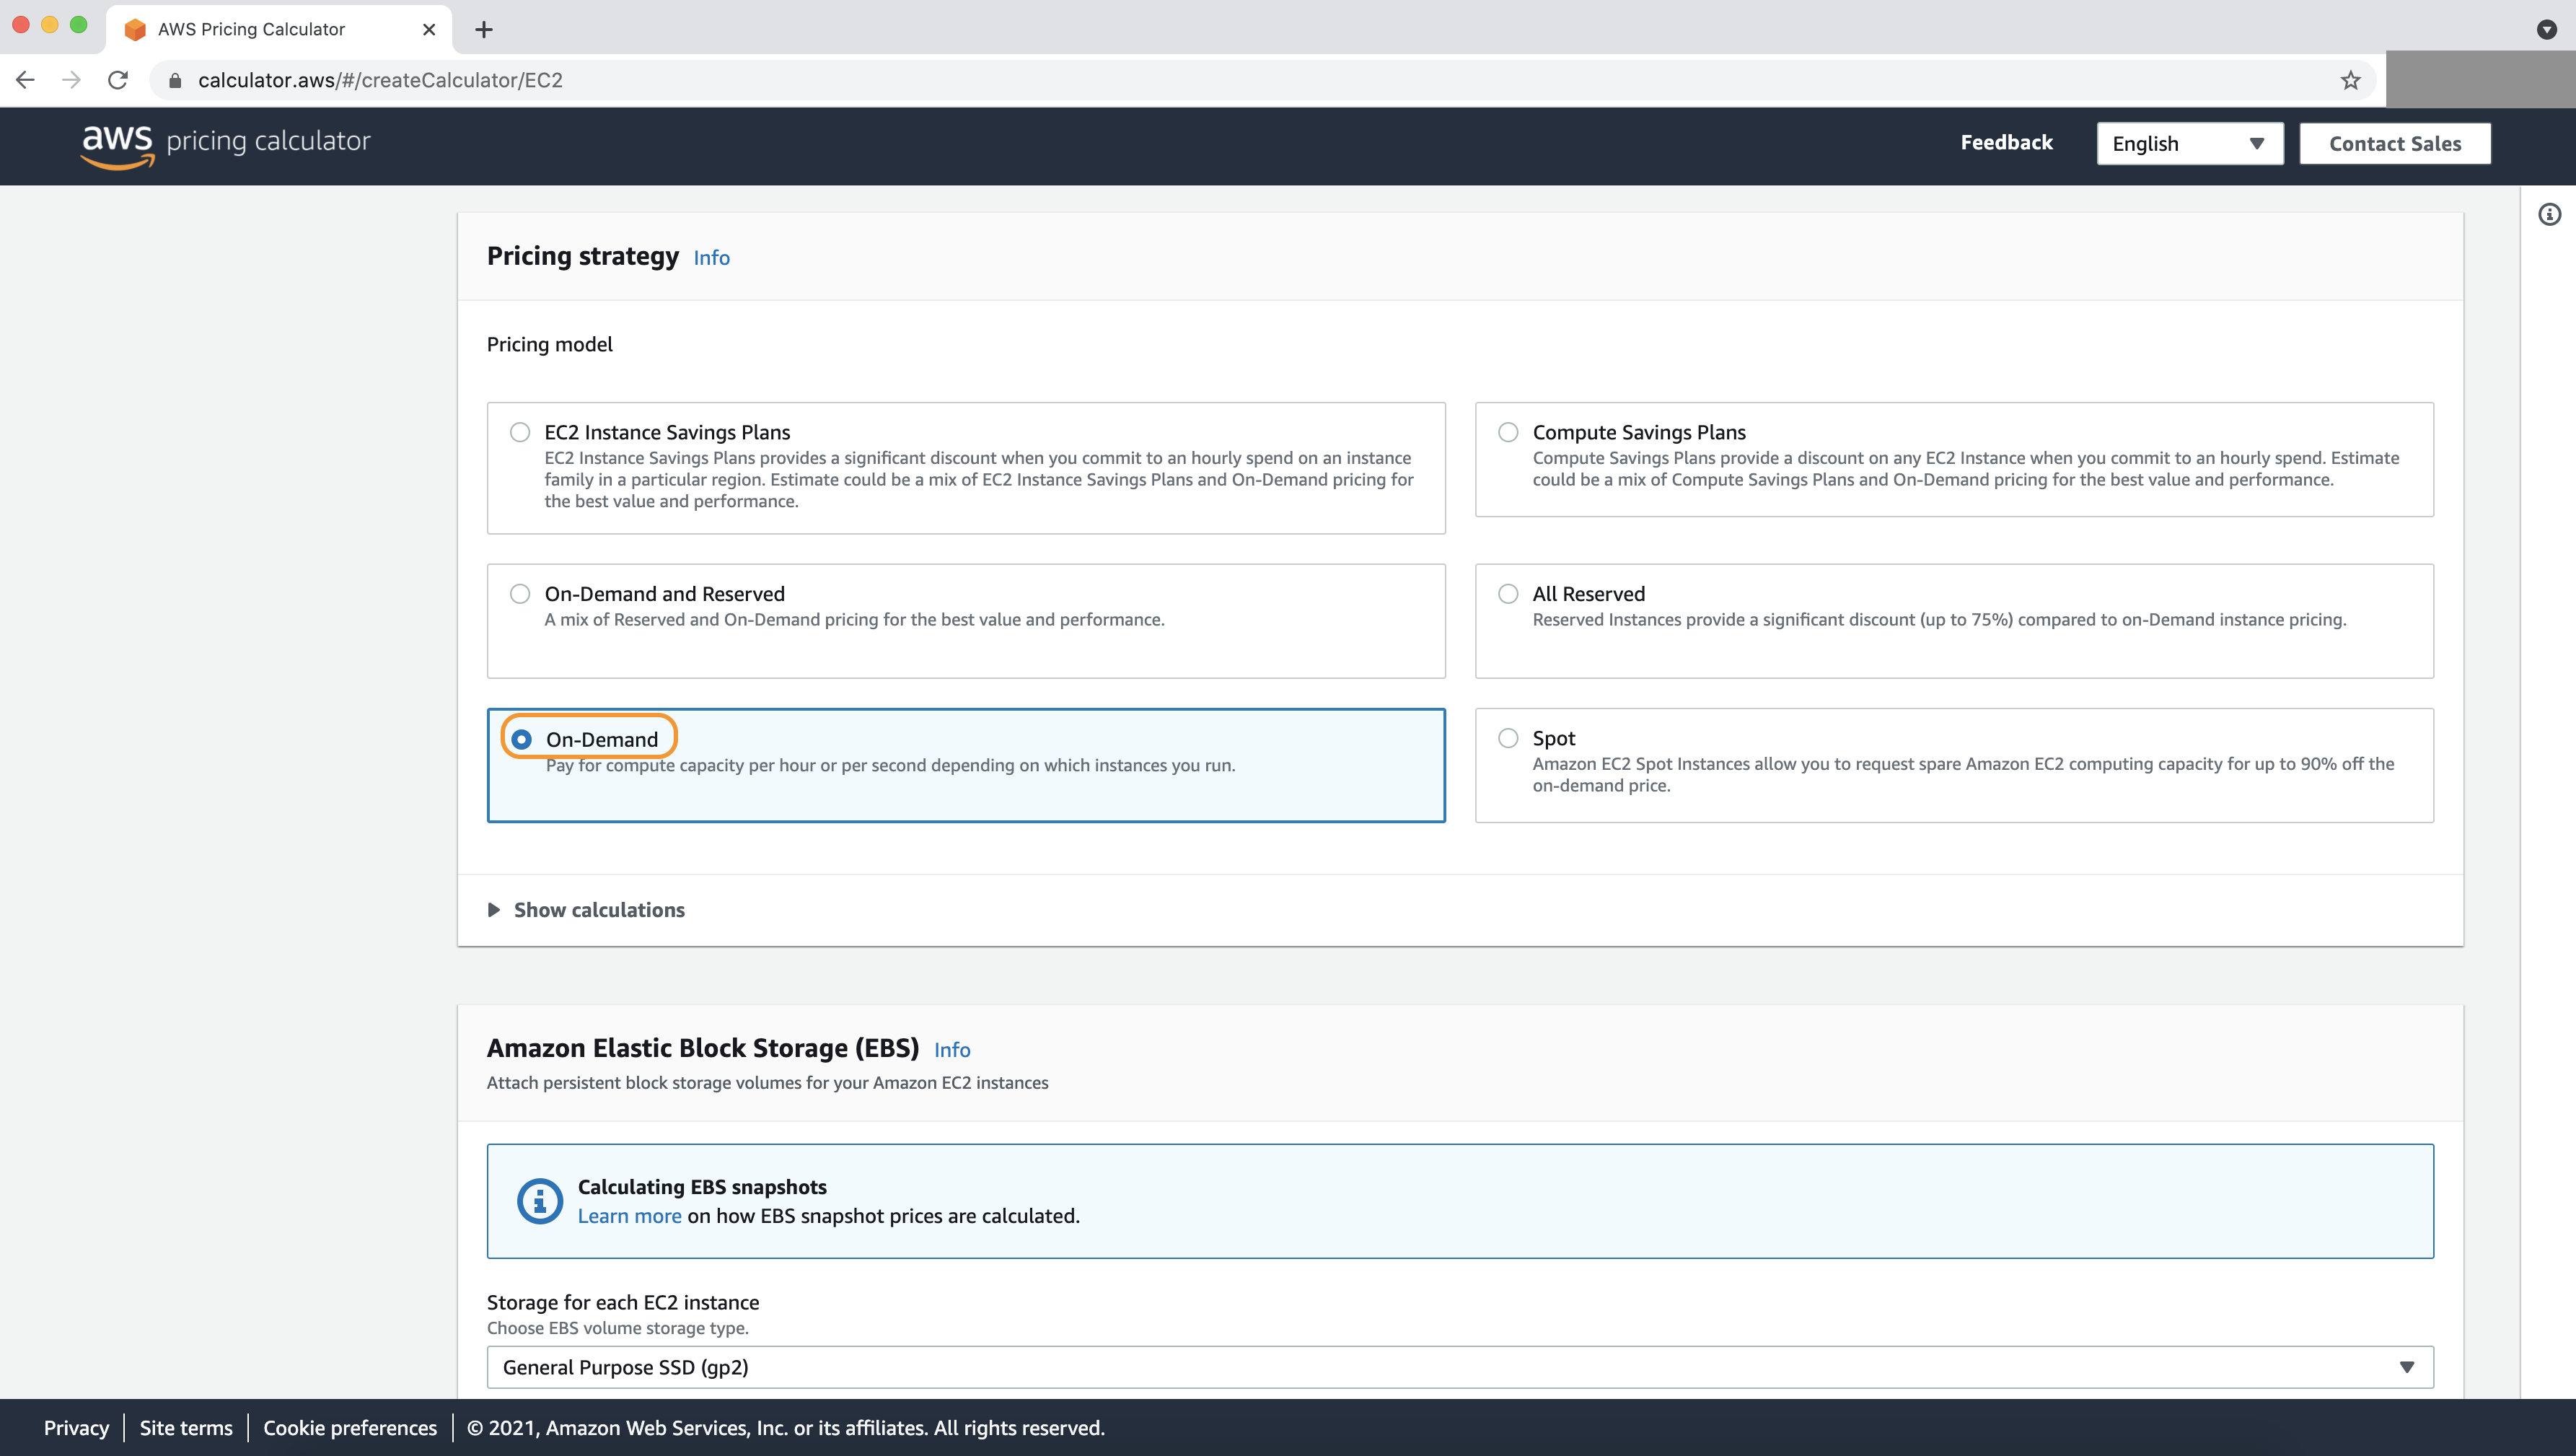 AWS Pricing Calculator
calculator.aws/#/createCalculator/EC2
aws pricing calculator
Feedback
English
Contact Sales
Pricing strategy Info
Pricing model
EC2 Instance Savings Plans
EC2 Instance Savings Plans provides a significant discount when you commit to an hourly spend on an instance
family in a particular region. Estimate could be a mix of EC2 Instance Savings Plans and On-Demand pricing for
the best value and performance.
Compute Savings Plans
Compute Savings Plans provide a discount on any EC2 Instance when you commit to an hourly spend. Estimate
could be a mix of Compute Savings Plans and On-Demand pricing for the best value and performance.
On-Demand and Reserved
A mix of Reserved and On-Demand pricing for the best value and performance.
All Reserved
Reserved Instances provide a significant discount (up to 75%) compared to on-Demand instance pricing.
On-Demand
Pay for compute capacity per hour or per second depending on which instances you run.
Spot
Amazon EC2 Spot Instances allow you to request spare Amazon EC2 computing capacity for up to 90% off the
on-demand price.
Show calculations
Amazon Elastic Block Storage (EBS) Info
Attach persistent block storage volumes for your Amazon EC2 instances
Calculating EBS snapshots
Learn more on how EBS snapshot prices are calculated.
Storage for each EC2 instance
Choose EBS volume storage type.
General Purpose SSD (gp2)
Privacy
Site terms
Cookie preferences
© 2021, Amazon Web Services, Inc. or its affiliates. All rights reserved.